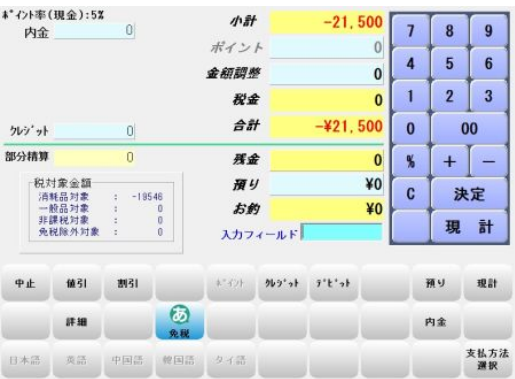 ﾎﾟｲﾝﾄ率(現金):5%
内金 0
クレジット 0
部分精算 0
税対象金額
消耗品対象 : -19546
一般品対象 : 0
非課税対象 : 0
免税除外対象 : 0
小計 -21,500
ポイント 0
金額調整 0
税金 0
合計 -¥21,500
残金 0
預り ¥0
お釣 ¥0
入力フィールド
7 8 9
4 5 6
1 2 3
0 00
% + −
C 決定
現 計
中止 値引 割引 ﾎﾟｲﾝﾄ ｸﾚｼﾞｯﾄ ﾃﾞﾋﾞｯﾄ 預り 現計
詳細 あ 免税 内金
日本語 英語 中国語 韓国語 タイ語 支払方法
選択